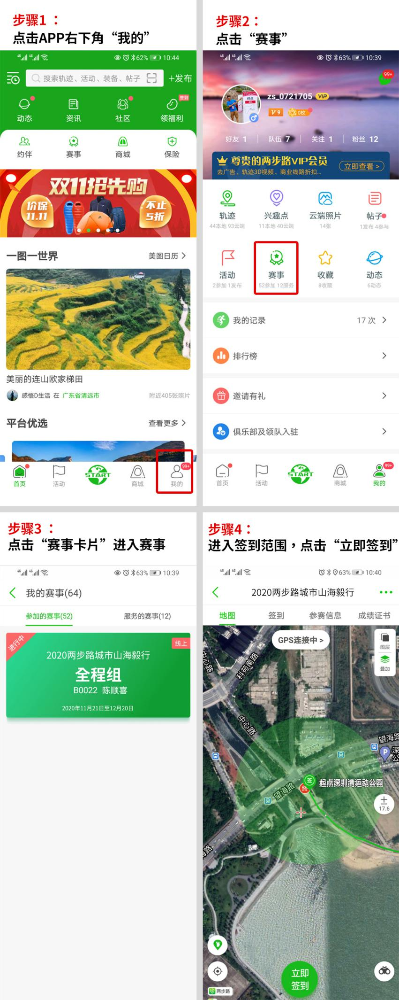 步骤1 ：
点击APP右下角“我的”
4G 4G 62% 10:44
搜索轨迹、活动、装备、帖子
+发布
签到
动态 资讯 社区 领福利
约伴 赛事 商城 保险
双11抢先购
价保
11.11
不止
5折
一图一世界 美图日历
美丽的连山欧家梯田
感悟D生活 在 广东省清远市 附近405张照片
平台优选 查看更多
START
99+
首页 活动 商城 我的
步骤2：
点击“赛事”
4G 4G 63% 10:39
99+
终点
zs_0721705 VIP
V 9 0枚
好友 1 队伍 7 关注 1 粉丝 12
尊贵的两步路VIP会员
去广告、轨迹3D视频、商业线路折扣...
立即查看 >
轨迹 兴趣点 云端照片 帖子
44本地 93云端 11本地 40云端 14张 1发布 4参与
活动 赛事 收藏 动态
2参加 1发布 52参加 12服务 8收藏 6动态
我的记录 17 次
排行榜
邀请有礼
俱乐部及领队入驻
START
99+
首页 活动 商城 我的
步骤3 ：
点击“赛事卡片”进入赛事
4G 4G 63% 10:39
我的赛事(64)
参加的赛事(52) 服务的赛事(12)
进行中
线上
2020两步路城市山海毅行
全程组
B0022 陈顺喜
2020年11月21日至12月20日
步骤4：
进入签到范围，点击“立即签到”
4G 4G 63% 10:40
2020两步路城市山海毅行
地图 签到 参赛信息 成绩证书
GPS连接中 >
图层
叠加
中心路
科苑南路
中心路
望海路
P
深
公
签
终
起点深圳湾运动公园
望海路
17.6
海路
立即
签到
两步路